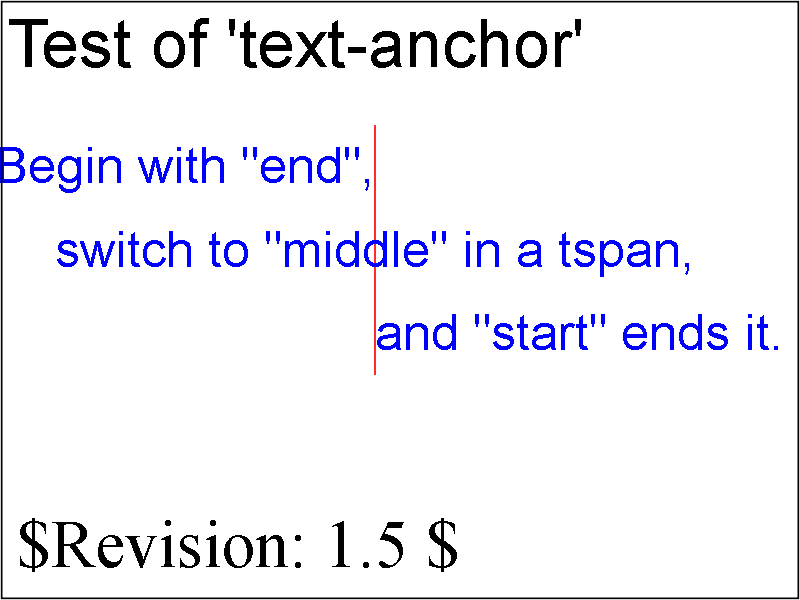 Test of 'text-anchor'
Begin with "end",
switch to "middle" in a tspan,
and "start" ends it.
$Revision: 1.5 $